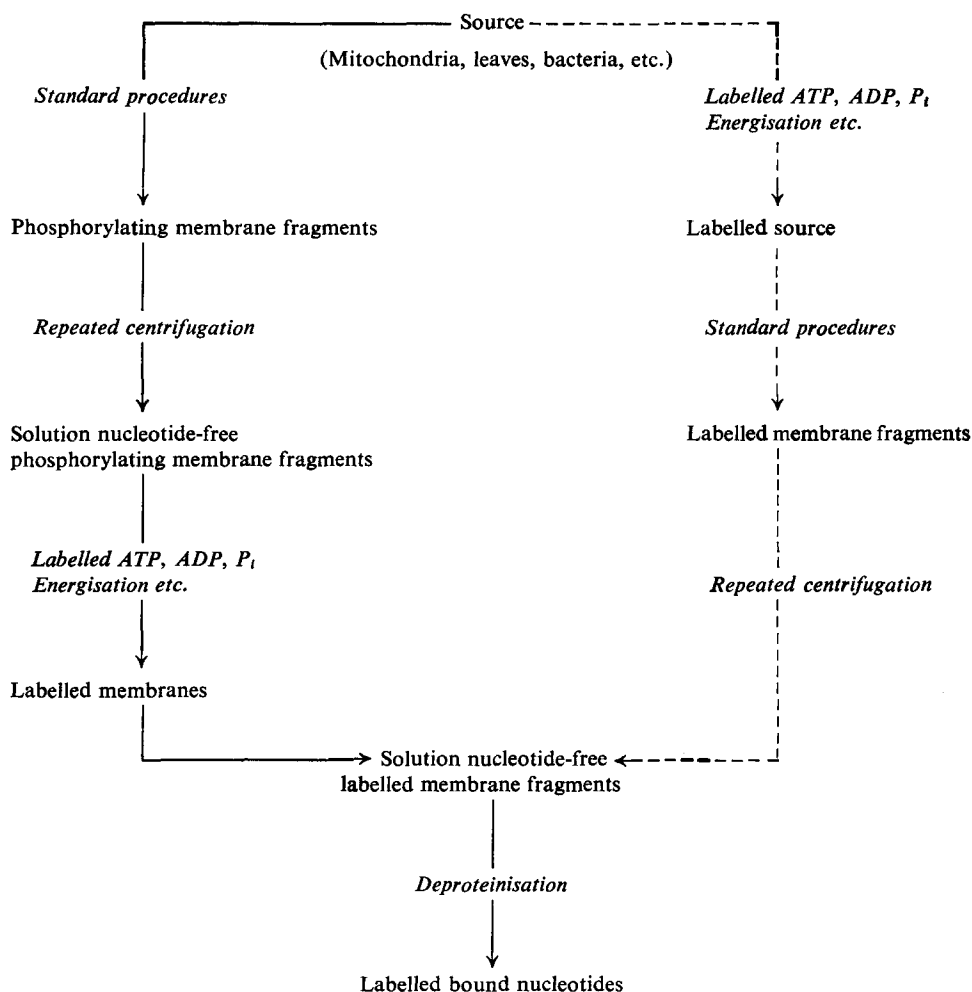 Source
(Mitochondria, leaves, bacteria, etc.)
Standard procedures
Labelled ATP, ADP, Pi
Energisation etc.
Phosphorylating membrane fragments
Labelled source
Repeated centrifugation
Standard procedures
Solution nucleotide-free
phosphorylating membrane fragments
Labelled membrane fragments
Labelled ATP, ADP, Pi
Energisation etc.
Repeated centrifugation
Labelled membranes
Solution nucleotide-free
labelled membrane fragments
Deproteinisation
Labelled bound nucleotides